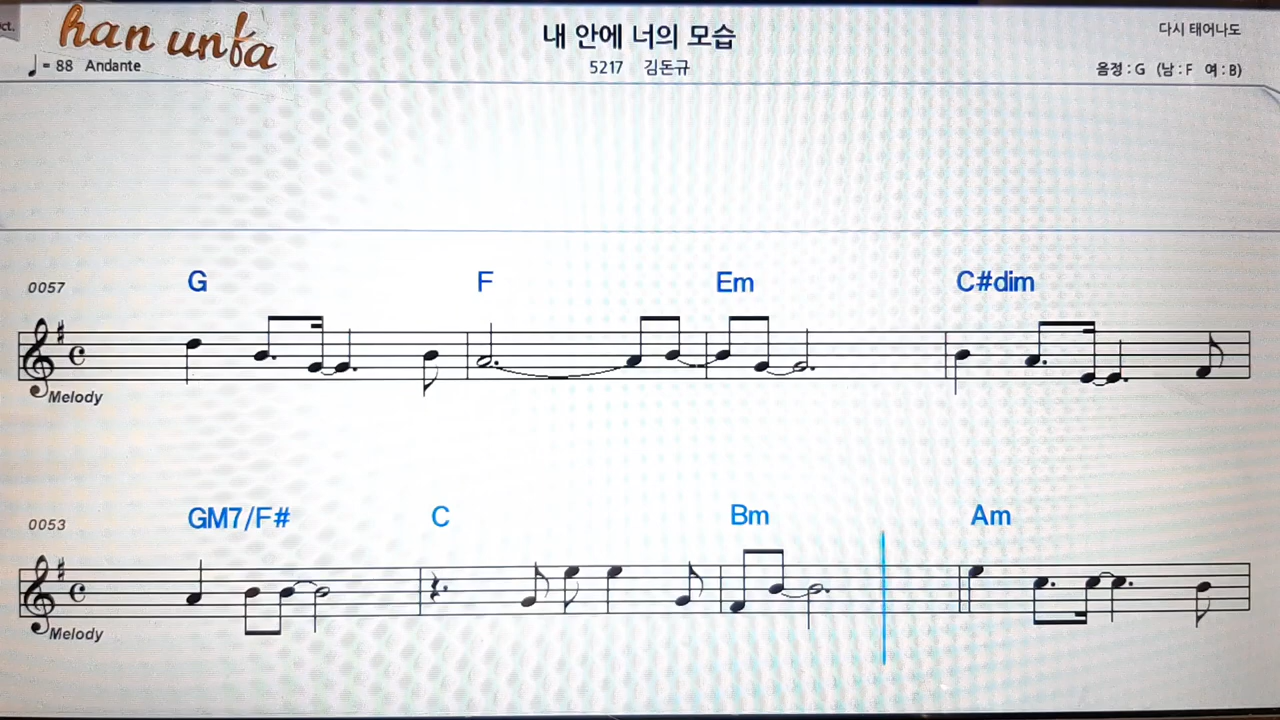 han unfa
내 안에 너의 모습
다시 태어나도
♩ = 88 Andante
5217 김돈규
음정 : G (남 : F 여 : B)
0057
G F Em C#dim
Melody
0053
GM7/F# C Bm Am
Melody